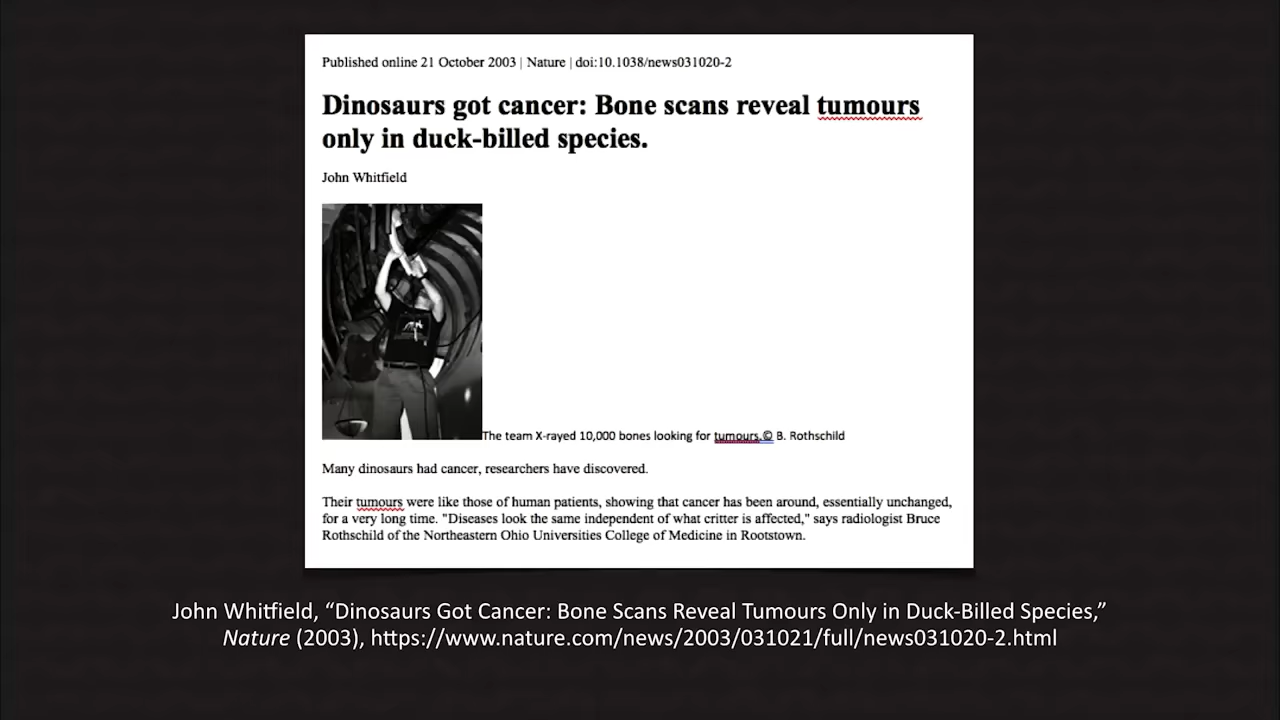 Published online 21 October 2003 | Nature | doi:10.1038/news031020-2
Dinosaurs got cancer: Bone scans reveal tumours
only in duck-billed species.
John Whitfield
The team X-rayed 10,000 bones looking for tumours.© B. Rothschild
Many dinosaurs had cancer, researchers have discovered.
Their tumours were like those of human patients, showing that cancer has been around, essentially unchanged,
for a very long time. "Diseases look the same independent of what critter is affected," says radiologist Bruce
Rothschild of the Northeastern Ohio Universities College of Medicine in Rootstown.
John Whitfield, “Dinosaurs Got Cancer: Bone Scans Reveal Tumours Only in Duck-Billed Species,”
Nature (2003), https://www.nature.com/news/2003/031021/full/news031020-2.html